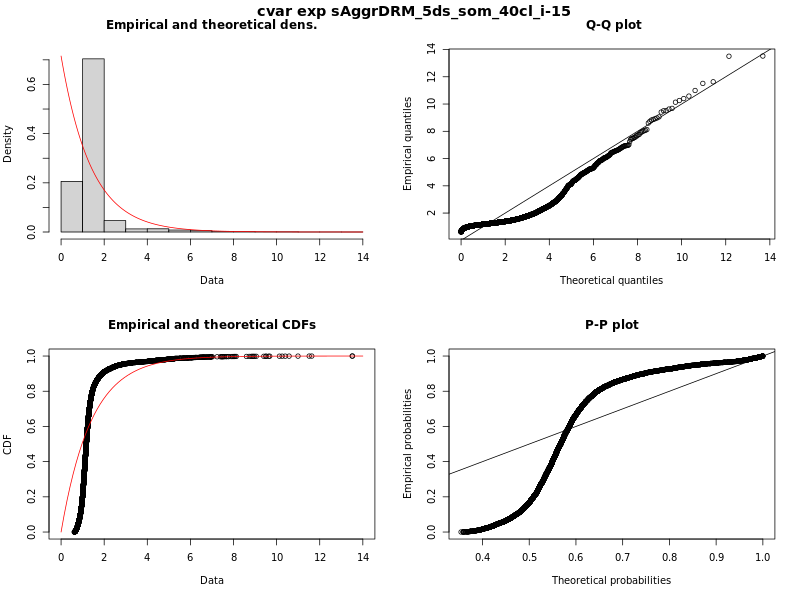 cvar exp sAggrDRM_5ds_som_40cl_i-15
Empirical and theoretical dens.
Density
0.0 0.2 0.4 0.6
0 2 4 6 8 10 12 14
Data
Q-Q plot
Empirical quantiles
2 4 6 8 10 12 14
0 2 4 6 8 10 12 14
Theoretical quantiles
Empirical and theoretical CDFs
CDF
0.0 0.2 0.4 0.6 0.8 1.0
0 2 4 6 8 10 12 14
Data
P-P plot
Empirical probabilities
0.0 0.2 0.4 0.6 0.8 1.0
0.4 0.5 0.6 0.7 0.8 0.9 1.0
Theoretical probabilities